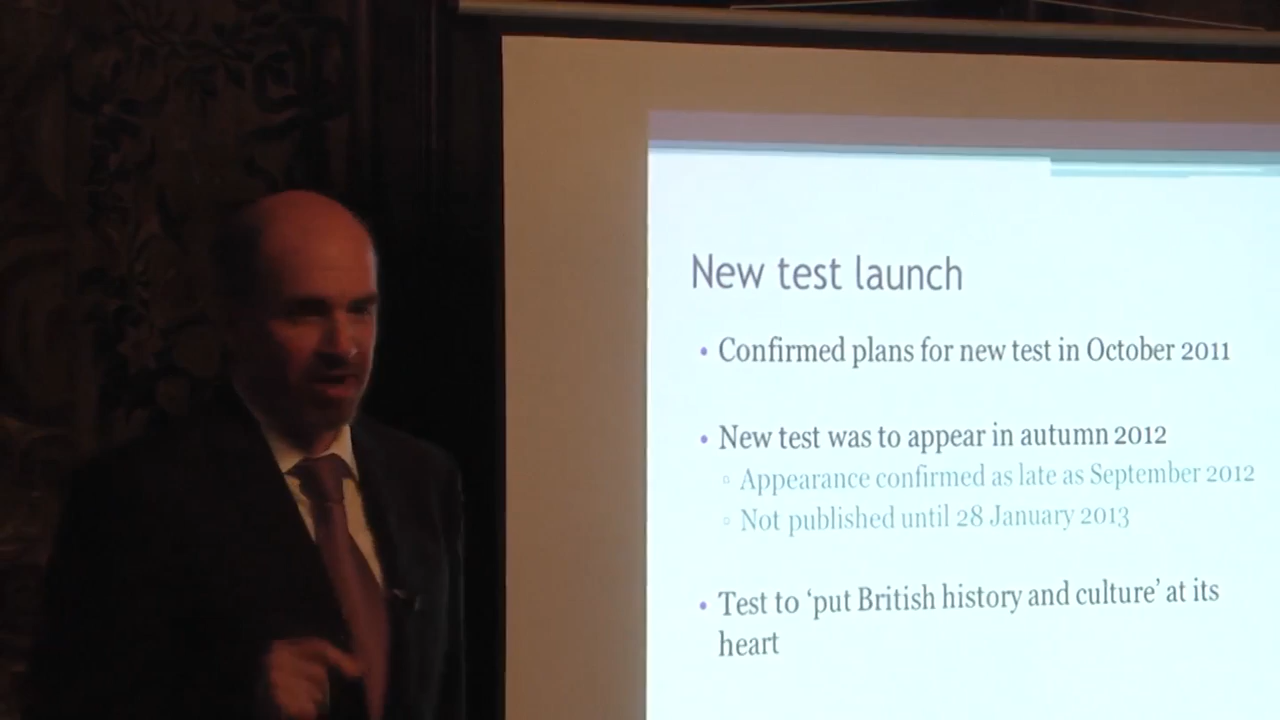 New test launch
• Confirmed plans for new test in October 2011
• New test was to appear in autumn 2012
▫ Appearance confirmed as late as September 2012
▫ Not published until 28 January 2013
• Test to ‘put British history and culture’ at its
heart